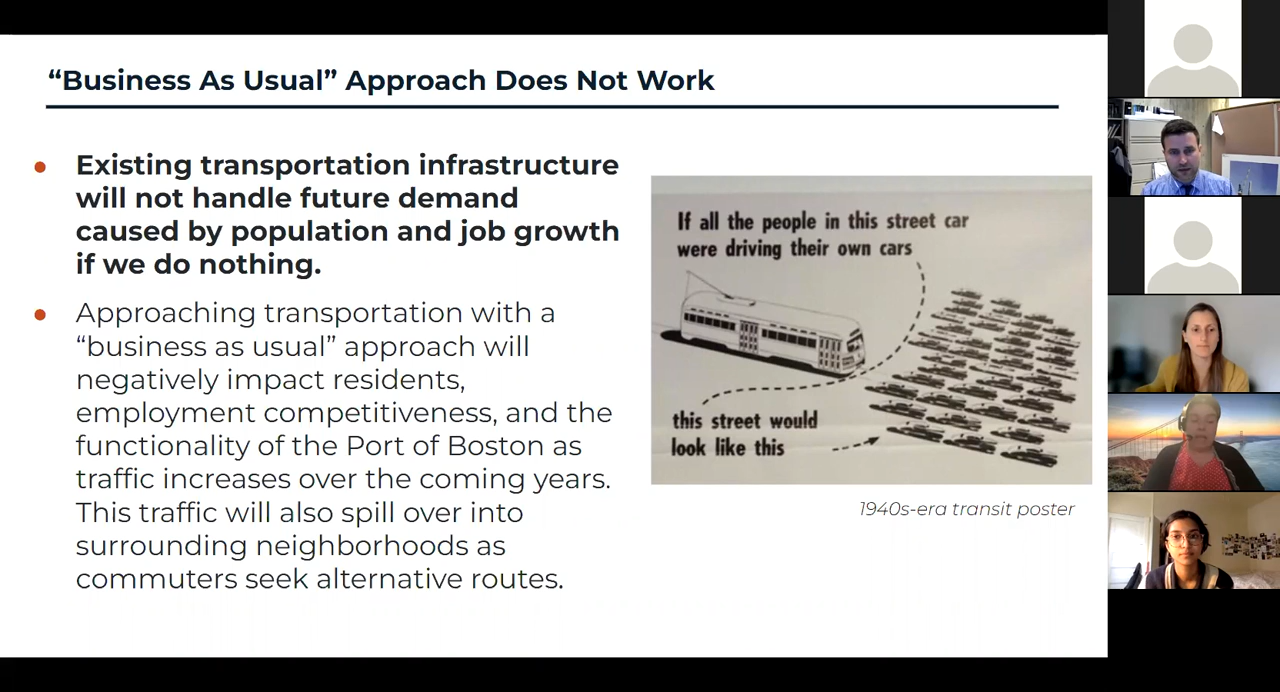 “Business As Usual” Approach Does Not Work
Existing transportation infrastructure
will not handle future demand
caused by population and job growth
if we do nothing.
Approaching transportation with a
“business as usual” approach will
negatively impact residents,
employment competitiveness, and the
functionality of the Port of Boston as
traffic increases over the coming years.
This traffic will also spill over into
surrounding neighborhoods as
commuters seek alternative routes.
If all the people in this street car
were driving their own cars
this street would
look like this
1940s-era transit poster